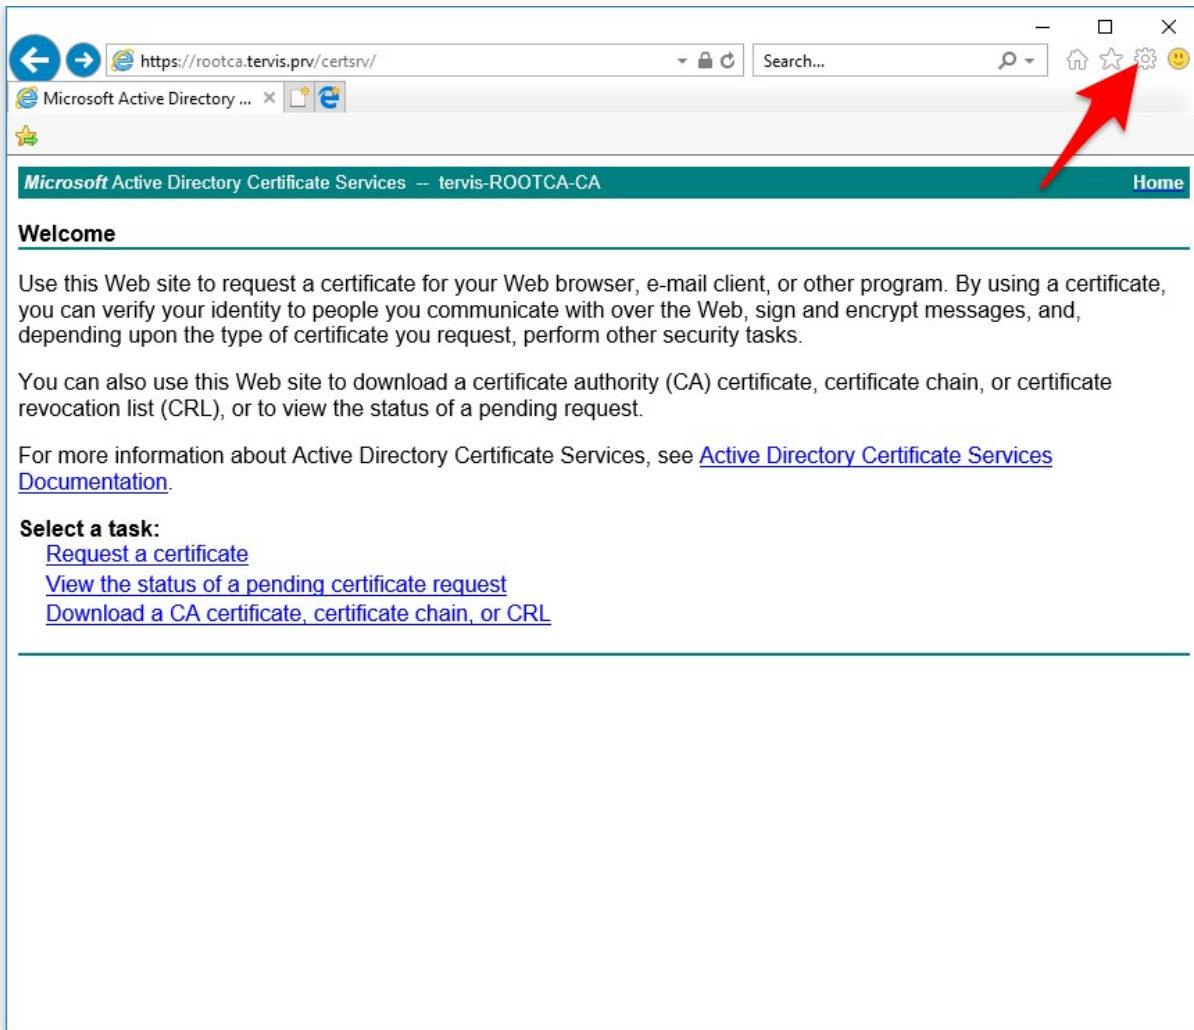 https://rootca.tervis.prv/certsrv/
Search...
Microsoft Active Directory ...
Microsoft Active Directory Certificate Services -- tervis-ROOTCA-CA
Home
Welcome
Use this Web site to request a certificate for your Web browser, e-mail client, or other program. By using a certificate,
you can verify your identity to people you communicate with over the Web, sign and encrypt messages, and,
depending upon the type of certificate you request, perform other security tasks.
You can also use this Web site to download a certificate authority (CA) certificate, certificate chain, or certificate
revocation list (CRL), or to view the status of a pending request.
For more information about Active Directory Certificate Services, see Active Directory Certificate Services
Documentation.
Select a task:
Request a certificate
View the status of a pending certificate request
Download a CA certificate, certificate chain, or CRL